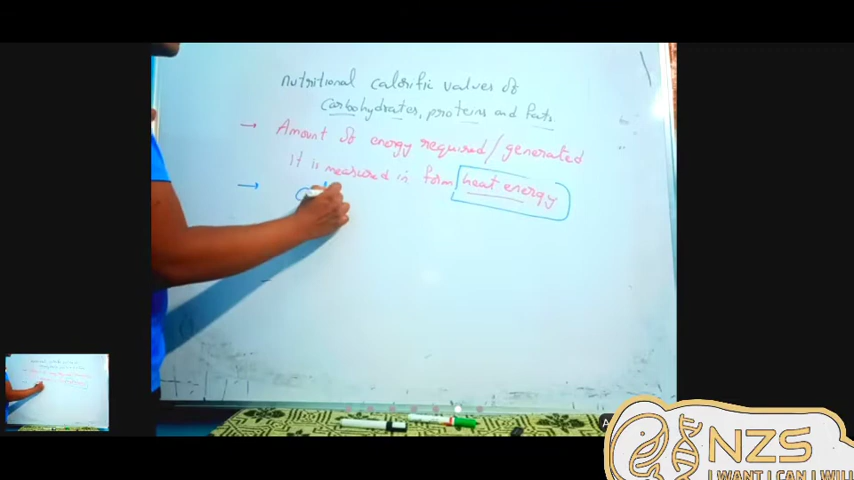 nutritional calorific values of
carbohydrates, proteins and fats.
→ Amount of energy required/generated
It is measured in form heat energy
→
NZS
I WANT I CAN I WILL